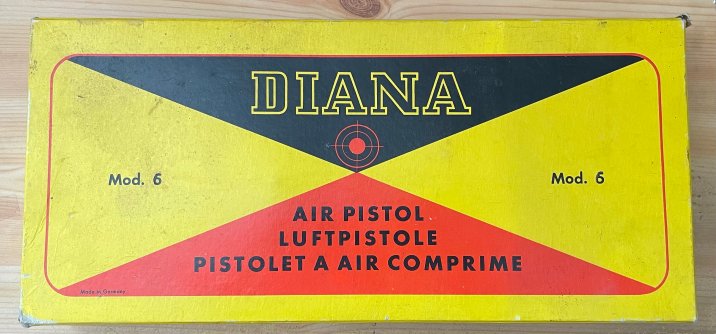 DIANA
Mod. 6
Mod. 6
AIR PISTOL
LUFTPISTOLE
PISTOLET A AIR COMPRIME
Made in Germany